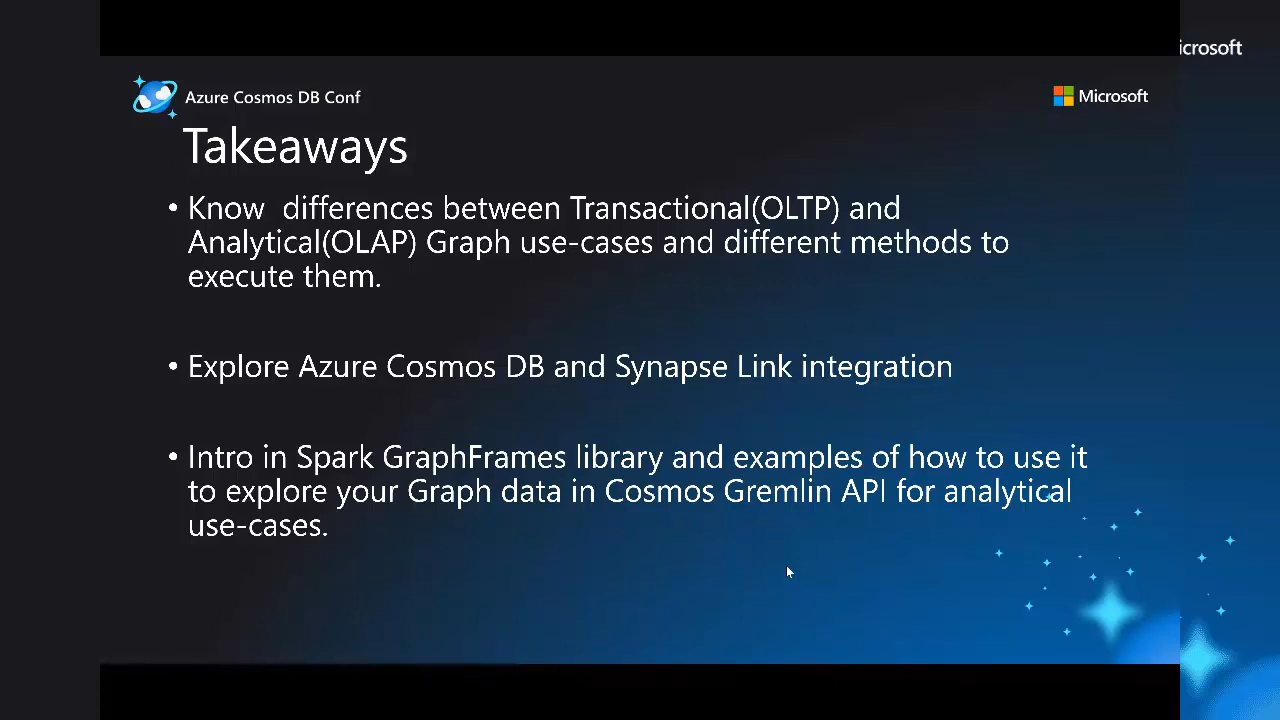 icrosoft
Azure Cosmos DB Conf
Microsoft
Takeaways
• Know  differences between Transactional(OLTP) and
Analytical(OLAP) Graph use-cases and different methods to
execute them.
• Explore Azure Cosmos DB and Synapse Link integration
• Intro in Spark GraphFrames library and examples of how to use it
to explore your Graph data in Cosmos Gremlin API for analytical
use-cases.